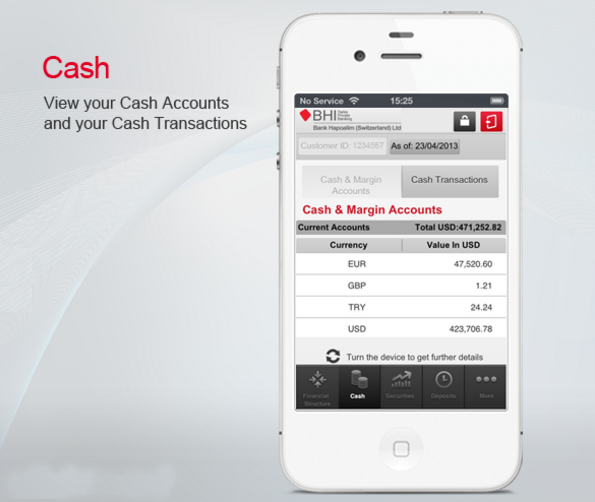 Cash
View your Cash Accounts
and your Cash Transactions
No Service 15:25
BHI Swiss
Private
Banking
Bank Hapoalim (Switzerland) Ltd
Customer ID: 1234567 As of: 23/04/2013
Cash & Margin
Accounts
Cash Transactions
Cash & Margin Accounts
Current Accounts Total USD:471,252.82
Currency Value In USD
EUR 47,520.60
GBP 1.21
TRY 24.24
USD 423,706.78
Turn the device to get further details
Financial
Structure
Cash Securities Deposits More